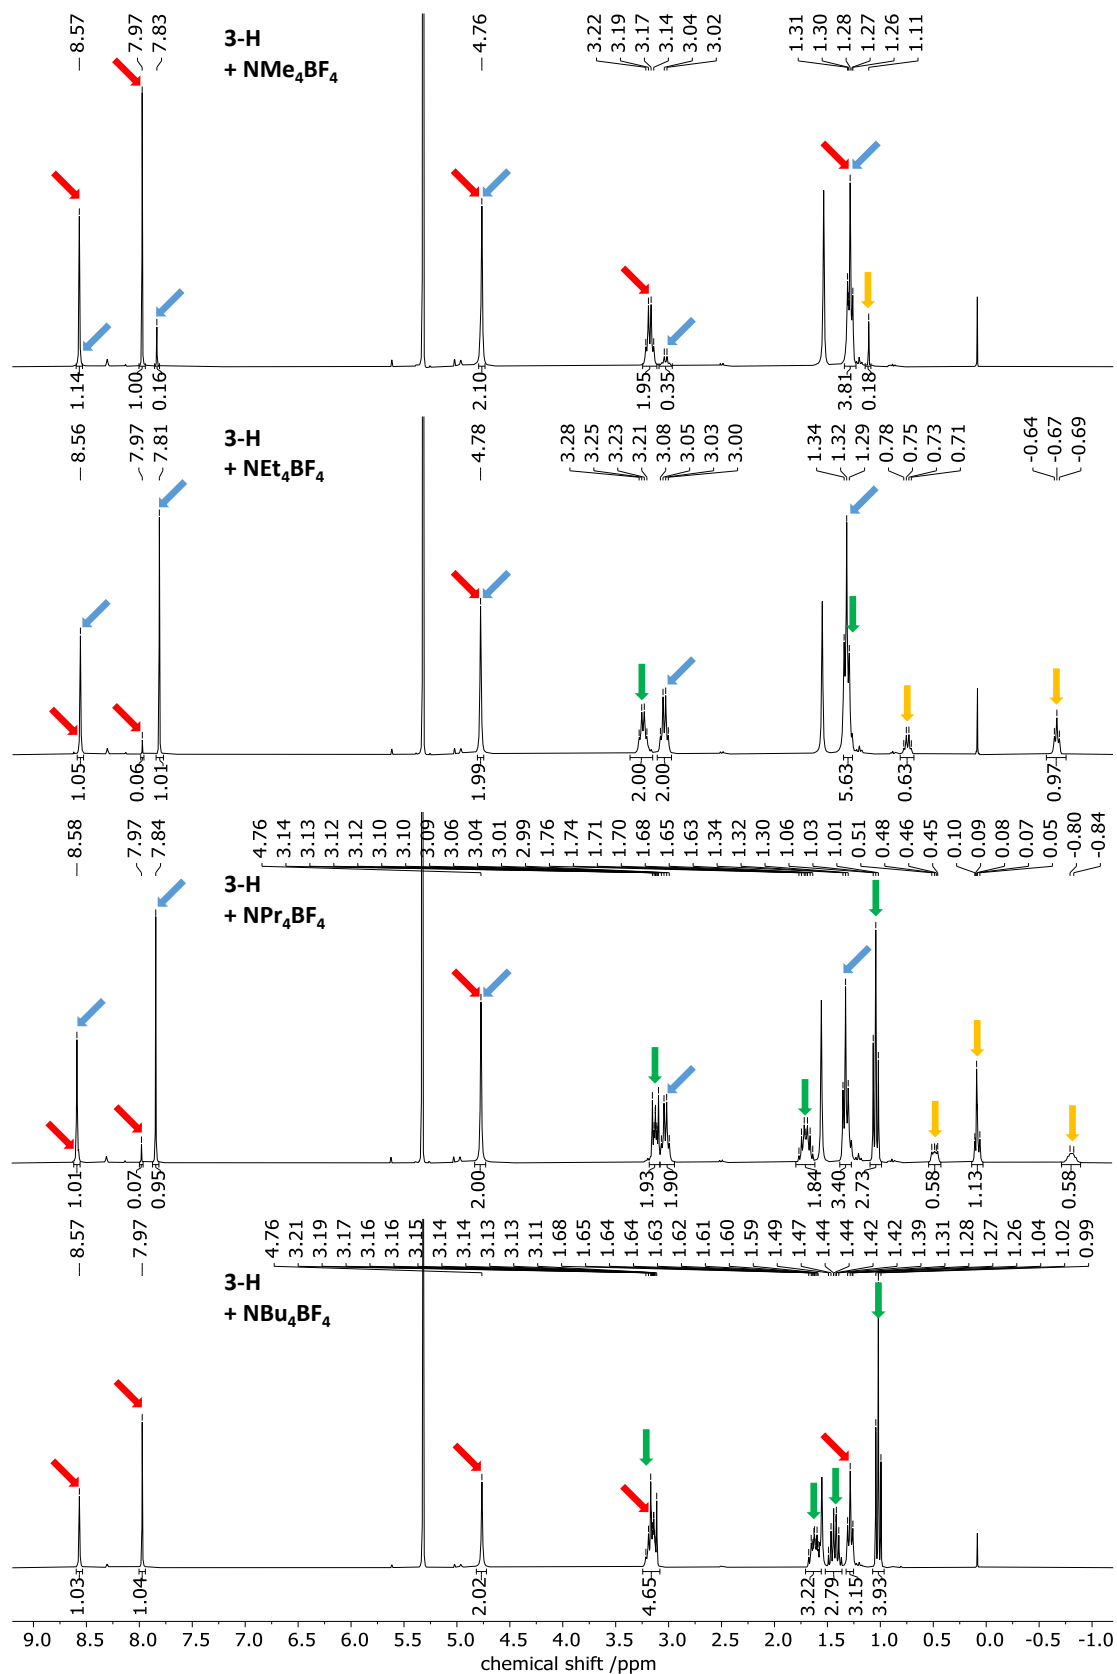 8.57 7.97 7.83 4.76 3.22 3.19 3.17 3.14 3.04 3.02 1.31 1.30 1.28 1.27 1.26 1.11
3-H
+ NMe4BF4
1.14 1.00 0.16 2.10 1.95 0.35 3.81 0.18
8.56 7.97 7.81 4.78 3.28 3.25 3.23 3.21 3.08 3.05 3.03 3.00 1.34 1.32 1.29 0.78 0.75 0.73 0.71 -0.64 -0.67 -0.69
3-H
+ NEt4BF4
1.05 0.06 1.01 1.99 2.00 2.00 5.63 0.63 0.97
8.58 7.97 7.84 4.76 3.14 3.13 3.12 3.12 3.10 3.10 3.09 3.06 3.04 3.01 2.99 1.76 1.74 1.71 1.70 1.68 1.65 1.63 1.34 1.32 1.30 1.06 1.03 1.01 0.51 0.48 0.46 0.45 0.10 0.09 0.08 0.07 0.05 -0.80 -0.84
3-H
+ NPr4BF4
1.01 0.07 0.95 2.00 1.93 1.90 1.84 3.40 2.73 0.58 1.13 0.58
8.57 7.97 4.76 3.21 3.19 3.17 3.16 3.16 3.15 3.14 3.14 3.13 3.13 3.11 1.68 1.65 1.64 1.64 1.63 1.62 1.61 1.60 1.59 1.49 1.47 1.44 1.44 1.42 1.42 1.39 1.31 1.28 1.27 1.26 1.04 1.02 0.99
3-H
+ NBu4BF4
1.03 1.04 2.02 4.65 3.22 2.79 3.15 3.93
9.0 8.5 8.0 7.5 7.0 6.5 6.0 5.5 5.0 4.5 4.0 3.5 3.0 2.5 2.0 1.5 1.0 0.5 0.0 -0.5 -1.0
chemical shift /ppm